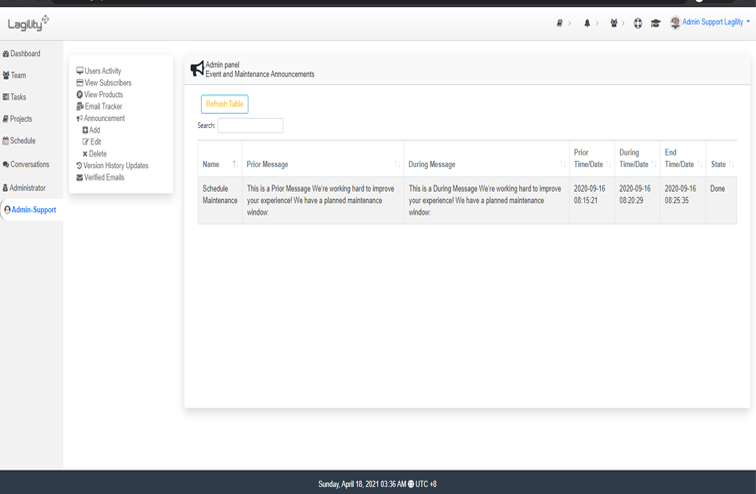 Lagility
Admin Support Lagility
Dashboard
Team
Tasks
Projects
Schedule
Conversations
Administrator
Admin-Support
Users Activity
View Subscribers
View Products
Email Tracker
Announcement
Add
Edit
Delete
Version History Updates
Verified Emails
Admin panel
Event and Maintenance Announcements
Refresh Table
Search:
Name Prior Message During Message Prior Time/Date During Time/Date End Time/Date State
Schedule Maintenance
This is a Prior Message We're working hard to improve
your experience! We have a planned maintenance
window:
This is a During Message We're working hard to improve
your experience! We have a planned maintenance
window:
2020-09-16
08:15:21
2020-09-16
08:20:29
2020-09-16
08:25:35
Done
Sunday, April 18, 2021 03:36 AM UTC +8